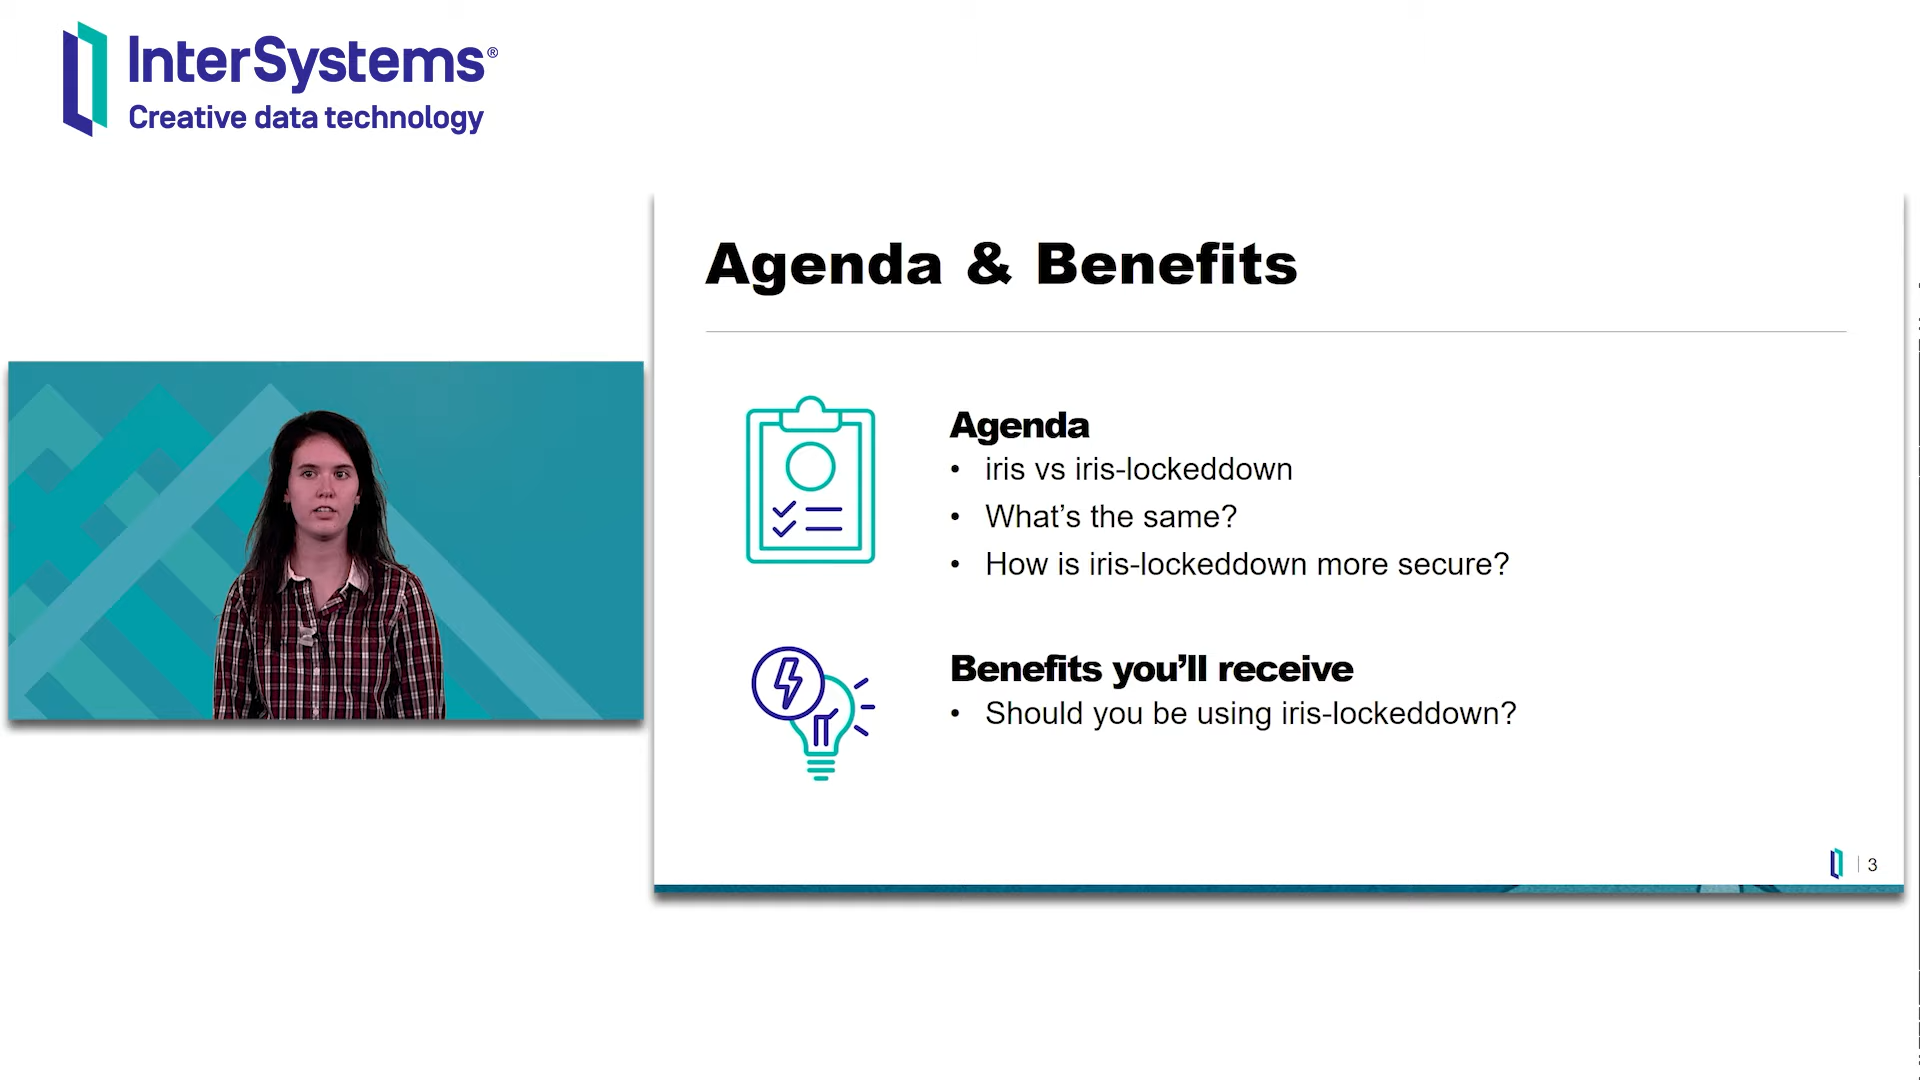 InterSystems®
Creative data technology
Agenda & Benefits
Agenda
• iris vs iris-lockeddown
• What’s the same?
• How is iris-lockeddown more secure?
Benefits you’ll receive
• Should you be using iris-lockeddown?
3